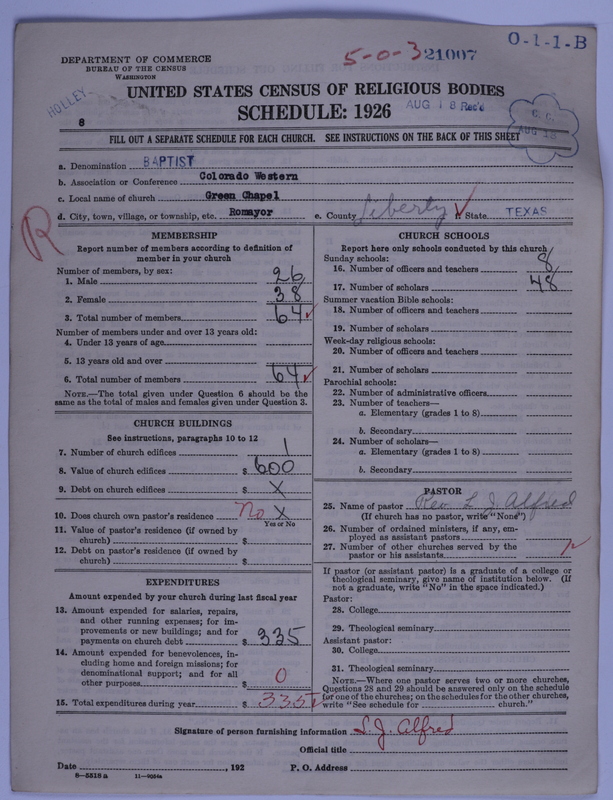 5-0-3 21007
O-1-1-B
DEPARTMENT OF COMMERCE
BUREAU OF THE CENSUS
WASHINGTON
HOLLEY
8
UNITED STATES CENSUS OF RELIGIOUS BODIES
SCHEDULE: 1926
AUG 18 Rec'd
C. C.
AUG 18
FILL OUT A SEPARATE SCHEDULE FOR EACH CHURCH. SEE INSTRUCTIONS ON THE BACK OF THIS SHEET
a. Denomination BAPTIST
b. Association or Conference Colorado Western
c. Local name of church Green Chapel
d. City, town, village, or township, etc. Romayor e. County Liberty f. State TEXAS
R
MEMBERSHIP
Report number of members according to definition of
member in your church
Number of members, by sex:
1. Male 26
2. Female 38
3. Total number of members 64
Number of members under and over 13 years old:
4. Under 13 years of age
5. 13 years old and over
6. Total number of members 64
NOTE.—The total given under Question 6 should be the
same as the total of males and females given under Question 3.
CHURCH BUILDINGS
See instructions, paragraphs 10 to 12
7. Number of church edifices 1
8. Value of church edifices $ 600
9. Debt on church edifices $ X
10. Does church own pastor's residence No X
Yes or No
11. Value of pastor's residence (if owned by
church) $
12. Debt on pastor's residence (if owned by
church) $
EXPENDITURES
Amount expended by your church during last fiscal year
13. Amount expended for salaries, repairs,
and other running expenses; for im-
provements or new buildings; and for
payments on church debt $ 335
14. Amount expended for benevolences, in-
cluding home and foreign missions; for
denominational support; and for all
other purposes $ 0
15. Total expenditures during year $ 335
CHURCH SCHOOLS
Report here only schools conducted by this church
Sunday schools:
16. Number of officers and teachers 8
17. Number of scholars 48
Summer vacation Bible schools:
18. Number of officers and teachers
19. Number of scholars
Week-day religious schools:
20. Number of officers and teachers
21. Number of scholars
Parochial schools:
22. Number of administrative officers
23. Number of teachers—
a. Elementary (grades 1 to 8)
b. Secondary
24. Number of scholars—
a. Elementary (grades 1 to 8)
b. Secondary
PASTOR
25. Name of pastor Rev. L J Alfred
(If church has no pastor, write "None")
26. Number of ordained ministers, if any, em-
ployed as assistant pastors
27. Number of other churches served by the
pastor or his assistants
If pastor (or assistant pastor) is a graduate of a college or
theological seminary, give name of institution below. (If
not a graduate, write "No" in the space indicated.)
Pastor:
28. College
29. Theological seminary
Assistant pastor:
30. College
31. Theological seminary
NOTE.—Where one pastor serves two or more churches,
Questions 28 and 29 should be answered only on the schedule
for one of the churches; on the schedules for the other churches,
write "See schedule for church."
Signature of person furnishing information L. J. Alfred
Official title
Date , 192 P. O. Address
8—5518 a 11—9054a